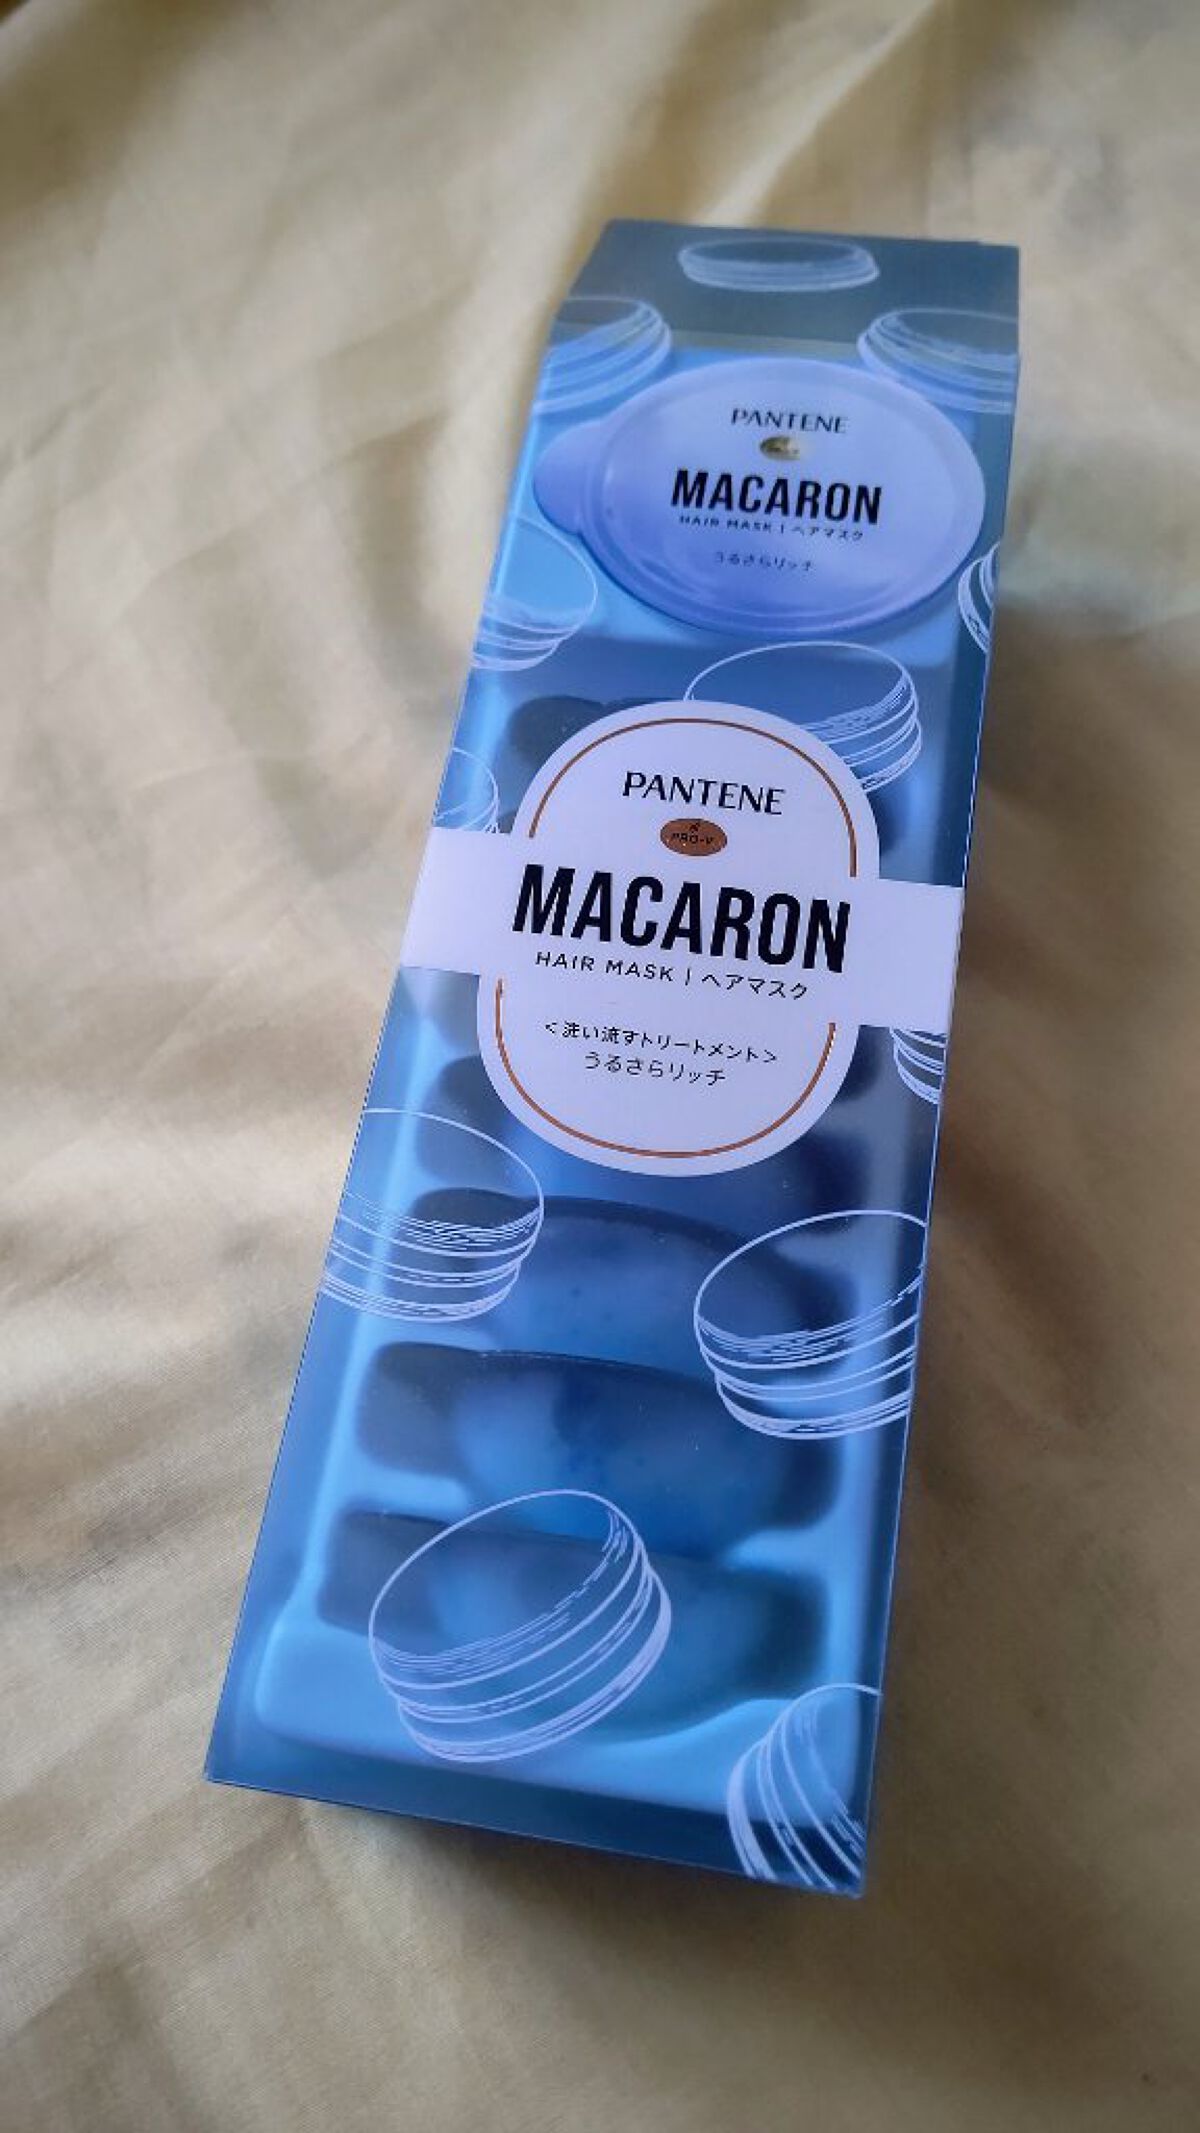 PANTENE
MACARON
HAIR MASK | ヘアマスク
うるさらリッチ
PANTENE
PRO-V
MACARON
HAIR MASK | ヘアマスク
<洗い流すトリートメント>
うるさらリッチ